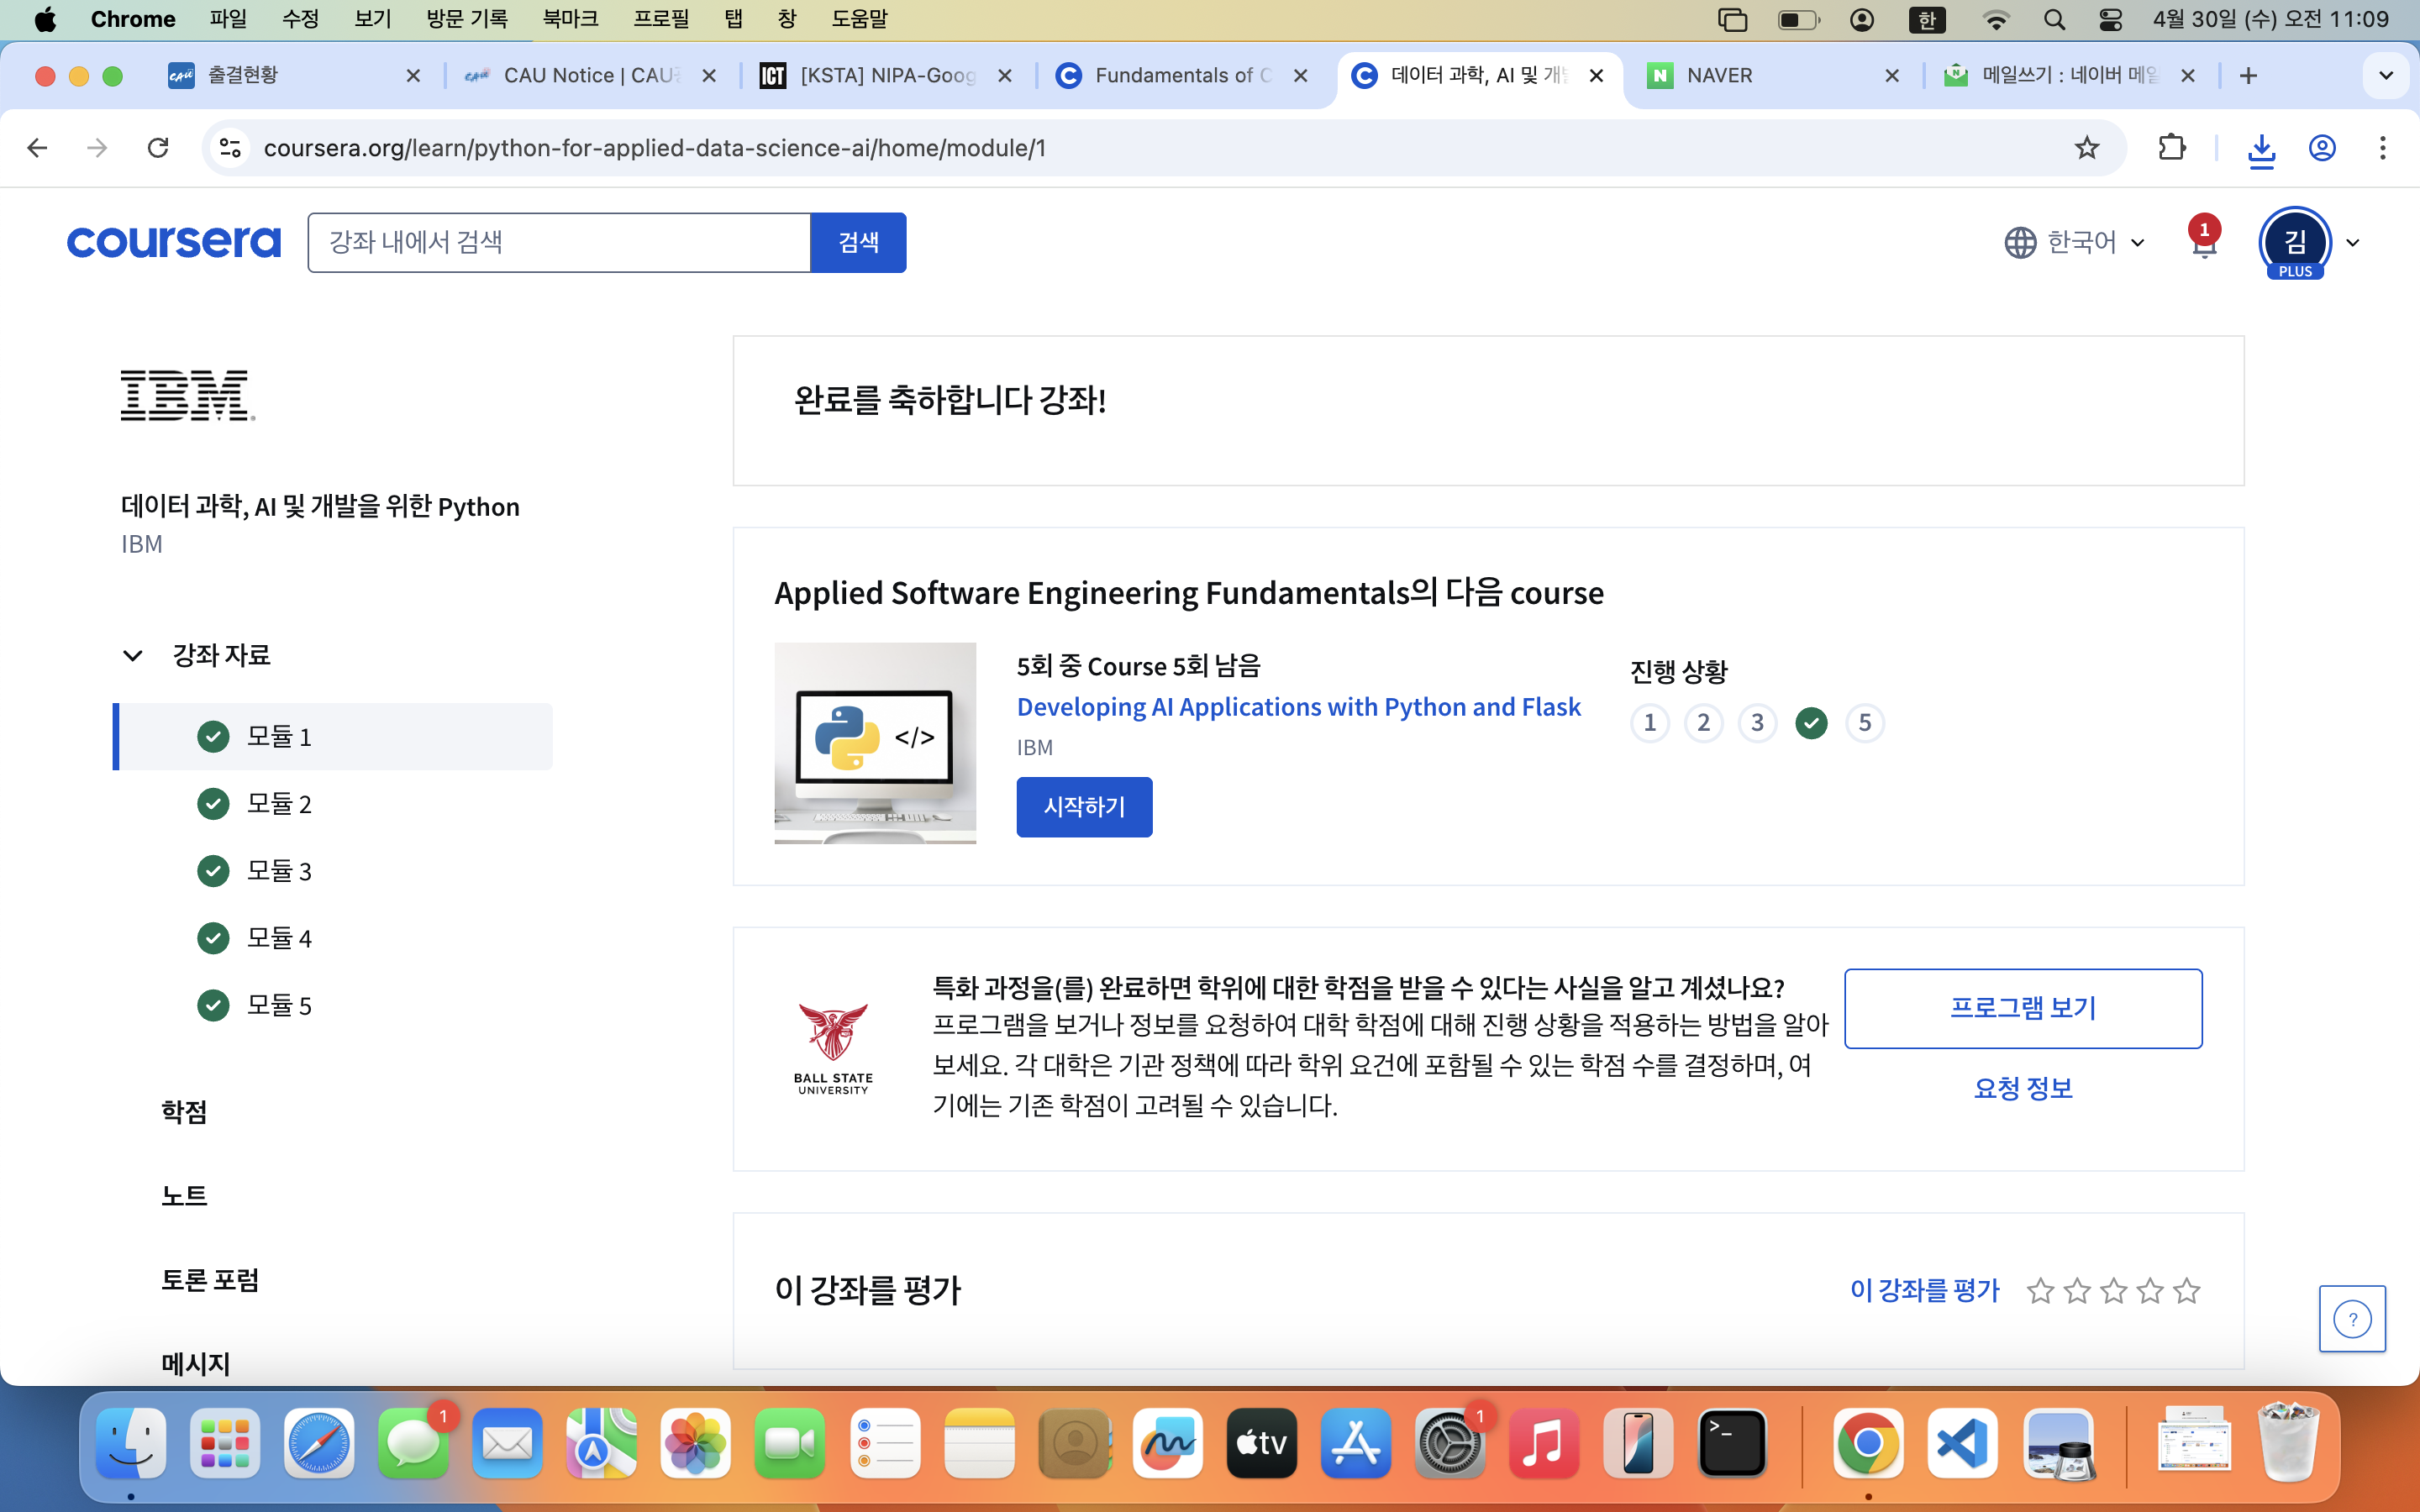 Chrome 파일 수정 보기 방문 기록 북마크 프로필 탭 창 도움말 한 4월 30일 (수) 오전 11:09
출결현황 CAU Notice | CAU [KSTA] NIPA-Goog Fundamentals of C 데이터 과학, AI 및 개 NAVER 메일쓰기 : 네이버 메일
coursera.org/learn/python-for-applied-data-science-ai/home/module/1
coursera 강좌 내에서 검색 검색 한국어 1 김
PLUS
IBM
데이터 과학, AI 및 개발을 위한 Python
IBM
강좌 자료
모듈 1
모듈 2
모듈 3
모듈 4
모듈 5
학점
노트
토론 포럼
메시지
완료를 축하합니다 강좌!
Applied Software Engineering Fundamentals의 다음 course
</>
5회 중 Course 5회 남음
Developing AI Applications with Python and Flask
IBM
시작하기
진행 상황
1 2 3 5
BALL STATE
UNIVERSITY
특화 과정을(를) 완료하면 학위에 대한 학점을 받을 수 있다는 사실을 알고 계셨나요?
프로그램을 보거나 정보를 요청하여 대학 학점에 대해 진행 상황을 적용하는 방법을 알아
보세요. 각 대학은 기관 정책에 따라 학위 요건에 포함될 수 있는 학점 수를 결정하며, 여
기에는 기존 학점이 고려될 수 있습니다.
프로그램 보기
요청 정보
이 강좌를 평가
이 강좌를 평가
?
1 tv 1 >_